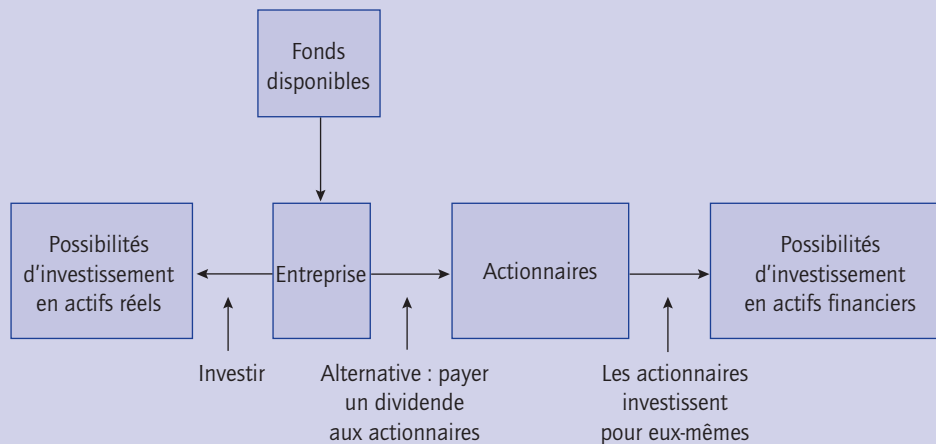 Fonds
disponibles
Possibilités
d'investissement
en actifs réels
Entreprise
Actionnaires
Possibilités
d'investissement
en actifs financiers
Investir
Alternative : payer
un dividende
aux actionnaires
Les actionnaires
investissent
pour eux-mêmes